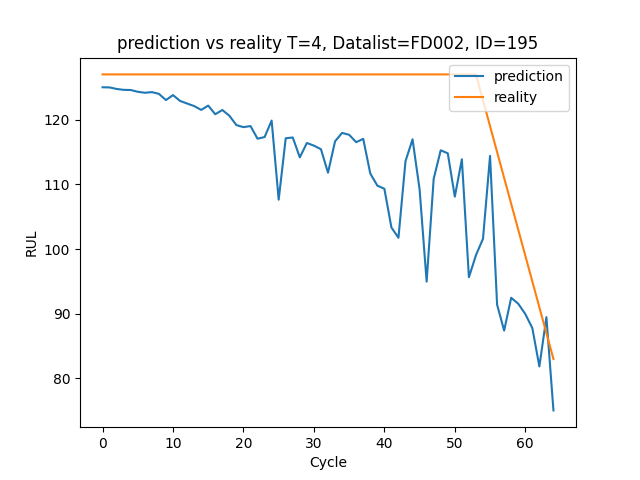 prediction vs reality T=4, Datalist=FD002, ID=195
prediction
reality
RUL
120
110
100
90
80
0 10 20 30 40 50 60
Cycle